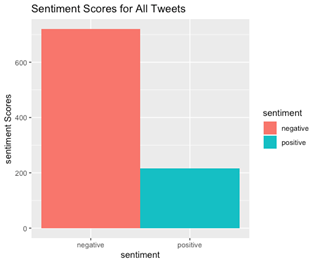 Sentiment Scores for All Tweets
sentiment Scores
600
400
200
0
negative positive
sentiment
sentiment
negative
positive